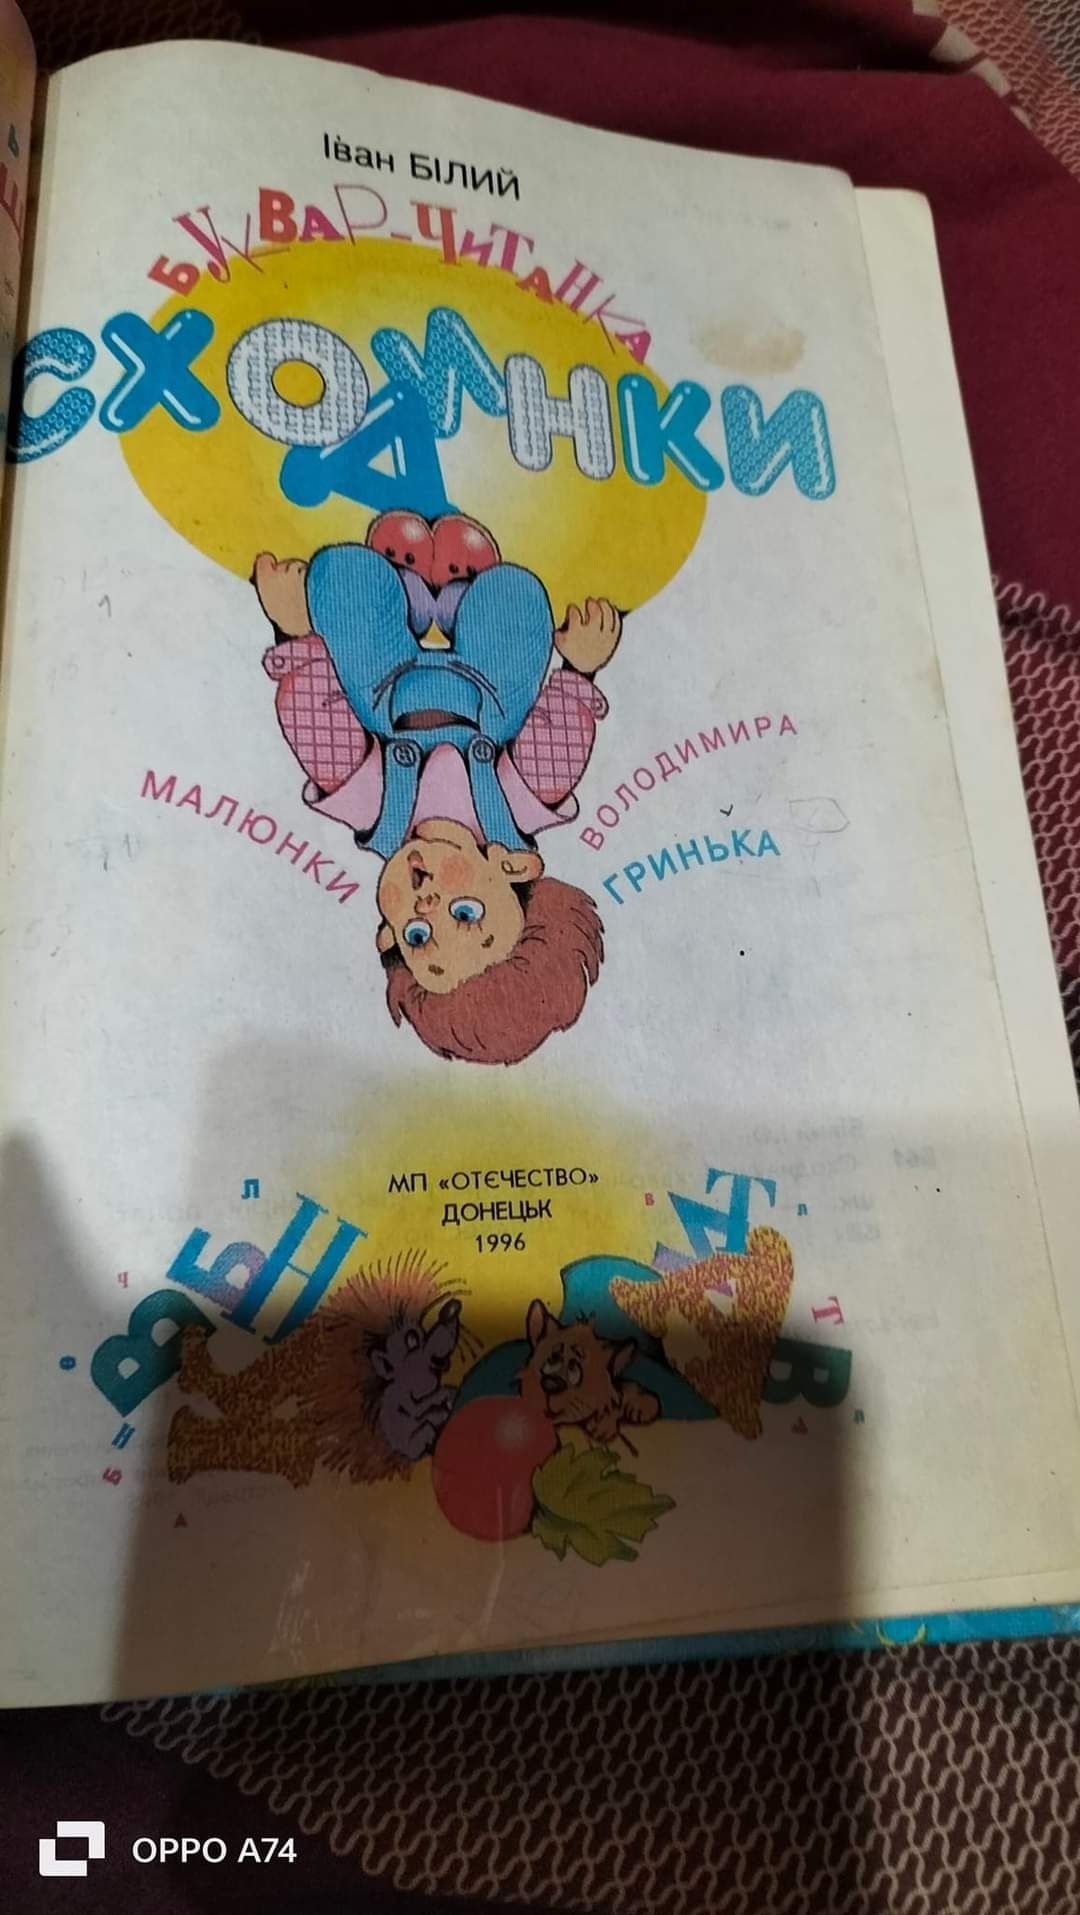 Іван БІЛИЙ
БУКВАР-ЧИТАНКА
СХОДИНКИ
МАЛЮНКИ
ВОЛОДИМИРА
ГРИНЬКА
МП «ОТЄЧЕСТВО»
ДОНЕЦЬК
1996
OPPO A74